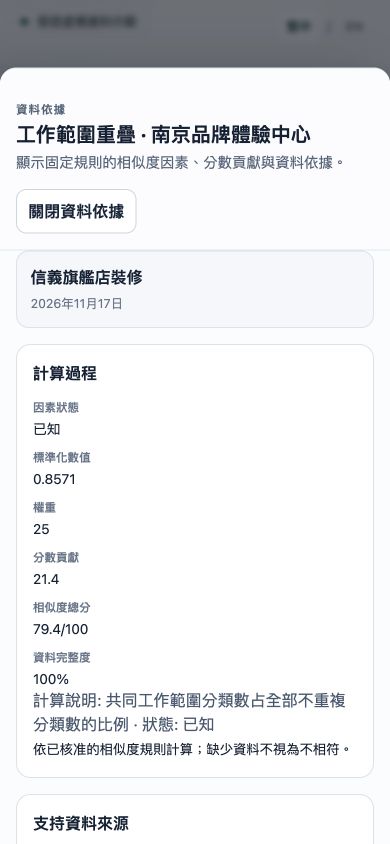 資料依據
工作範圍重疊 · 南京品牌體驗中心
顯示固定規則的相似度因素、分數貢獻與資料依據。
關閉資料依據
信義旗艦店裝修
2026年11月17日
計算過程
因素狀態
已知
標準化數值
0.8571
權重
25
分數貢獻
21.4
相似度總分
79.4/100
資料完整度
100%
計算說明: 共同工作範圍分類數占全部不重複
分類數的比例 · 狀態: 已知
依已核准的相似度規則計算；缺少資料不視為不相符。
支持資料來源